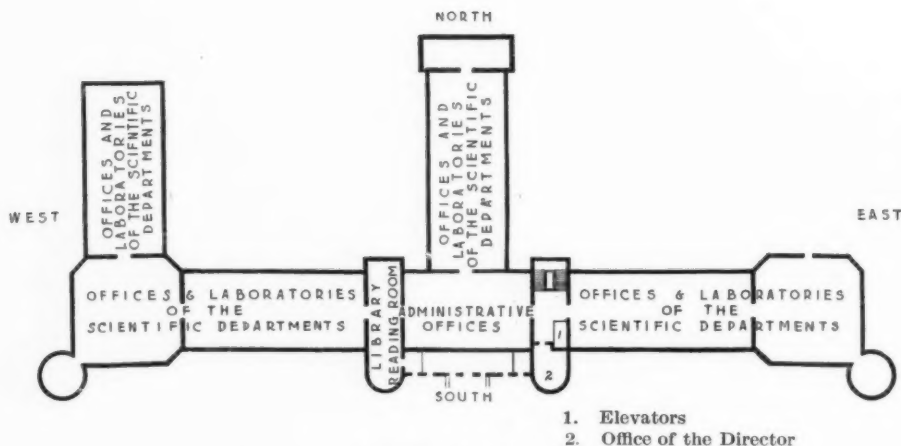 NORTH
OFFICES AND
LABORATORIES
OF THE SCIENTIFIC
DEPARTMENTS
OFFICES AND
LABORATORIES
OF THE SCIENTIFIC
DEPARTMENTS
WEST
EAST
OFFICES & LABORATORIES
OF THE
SCIENTIFIC DEPARTMENTS
LIBRARY
READING ROOM
ADMINISTRATIVE
OFFICES
1
2
OFFICES & LABORATORIES
OF THE
SCIENTIFIC DEPARTMENTS
SOUTH
1. Elevators
2. Office of the Director